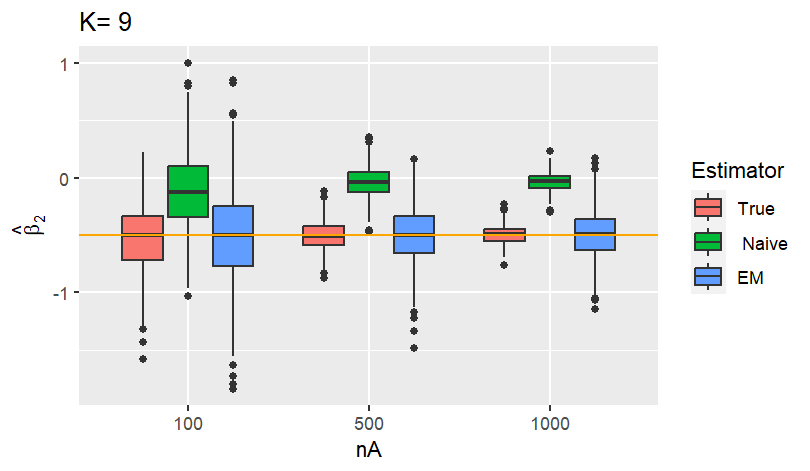 K= 9
1
0
-1
β̂₂
100
500
1000
nA
Estimator
True
Naive
EM